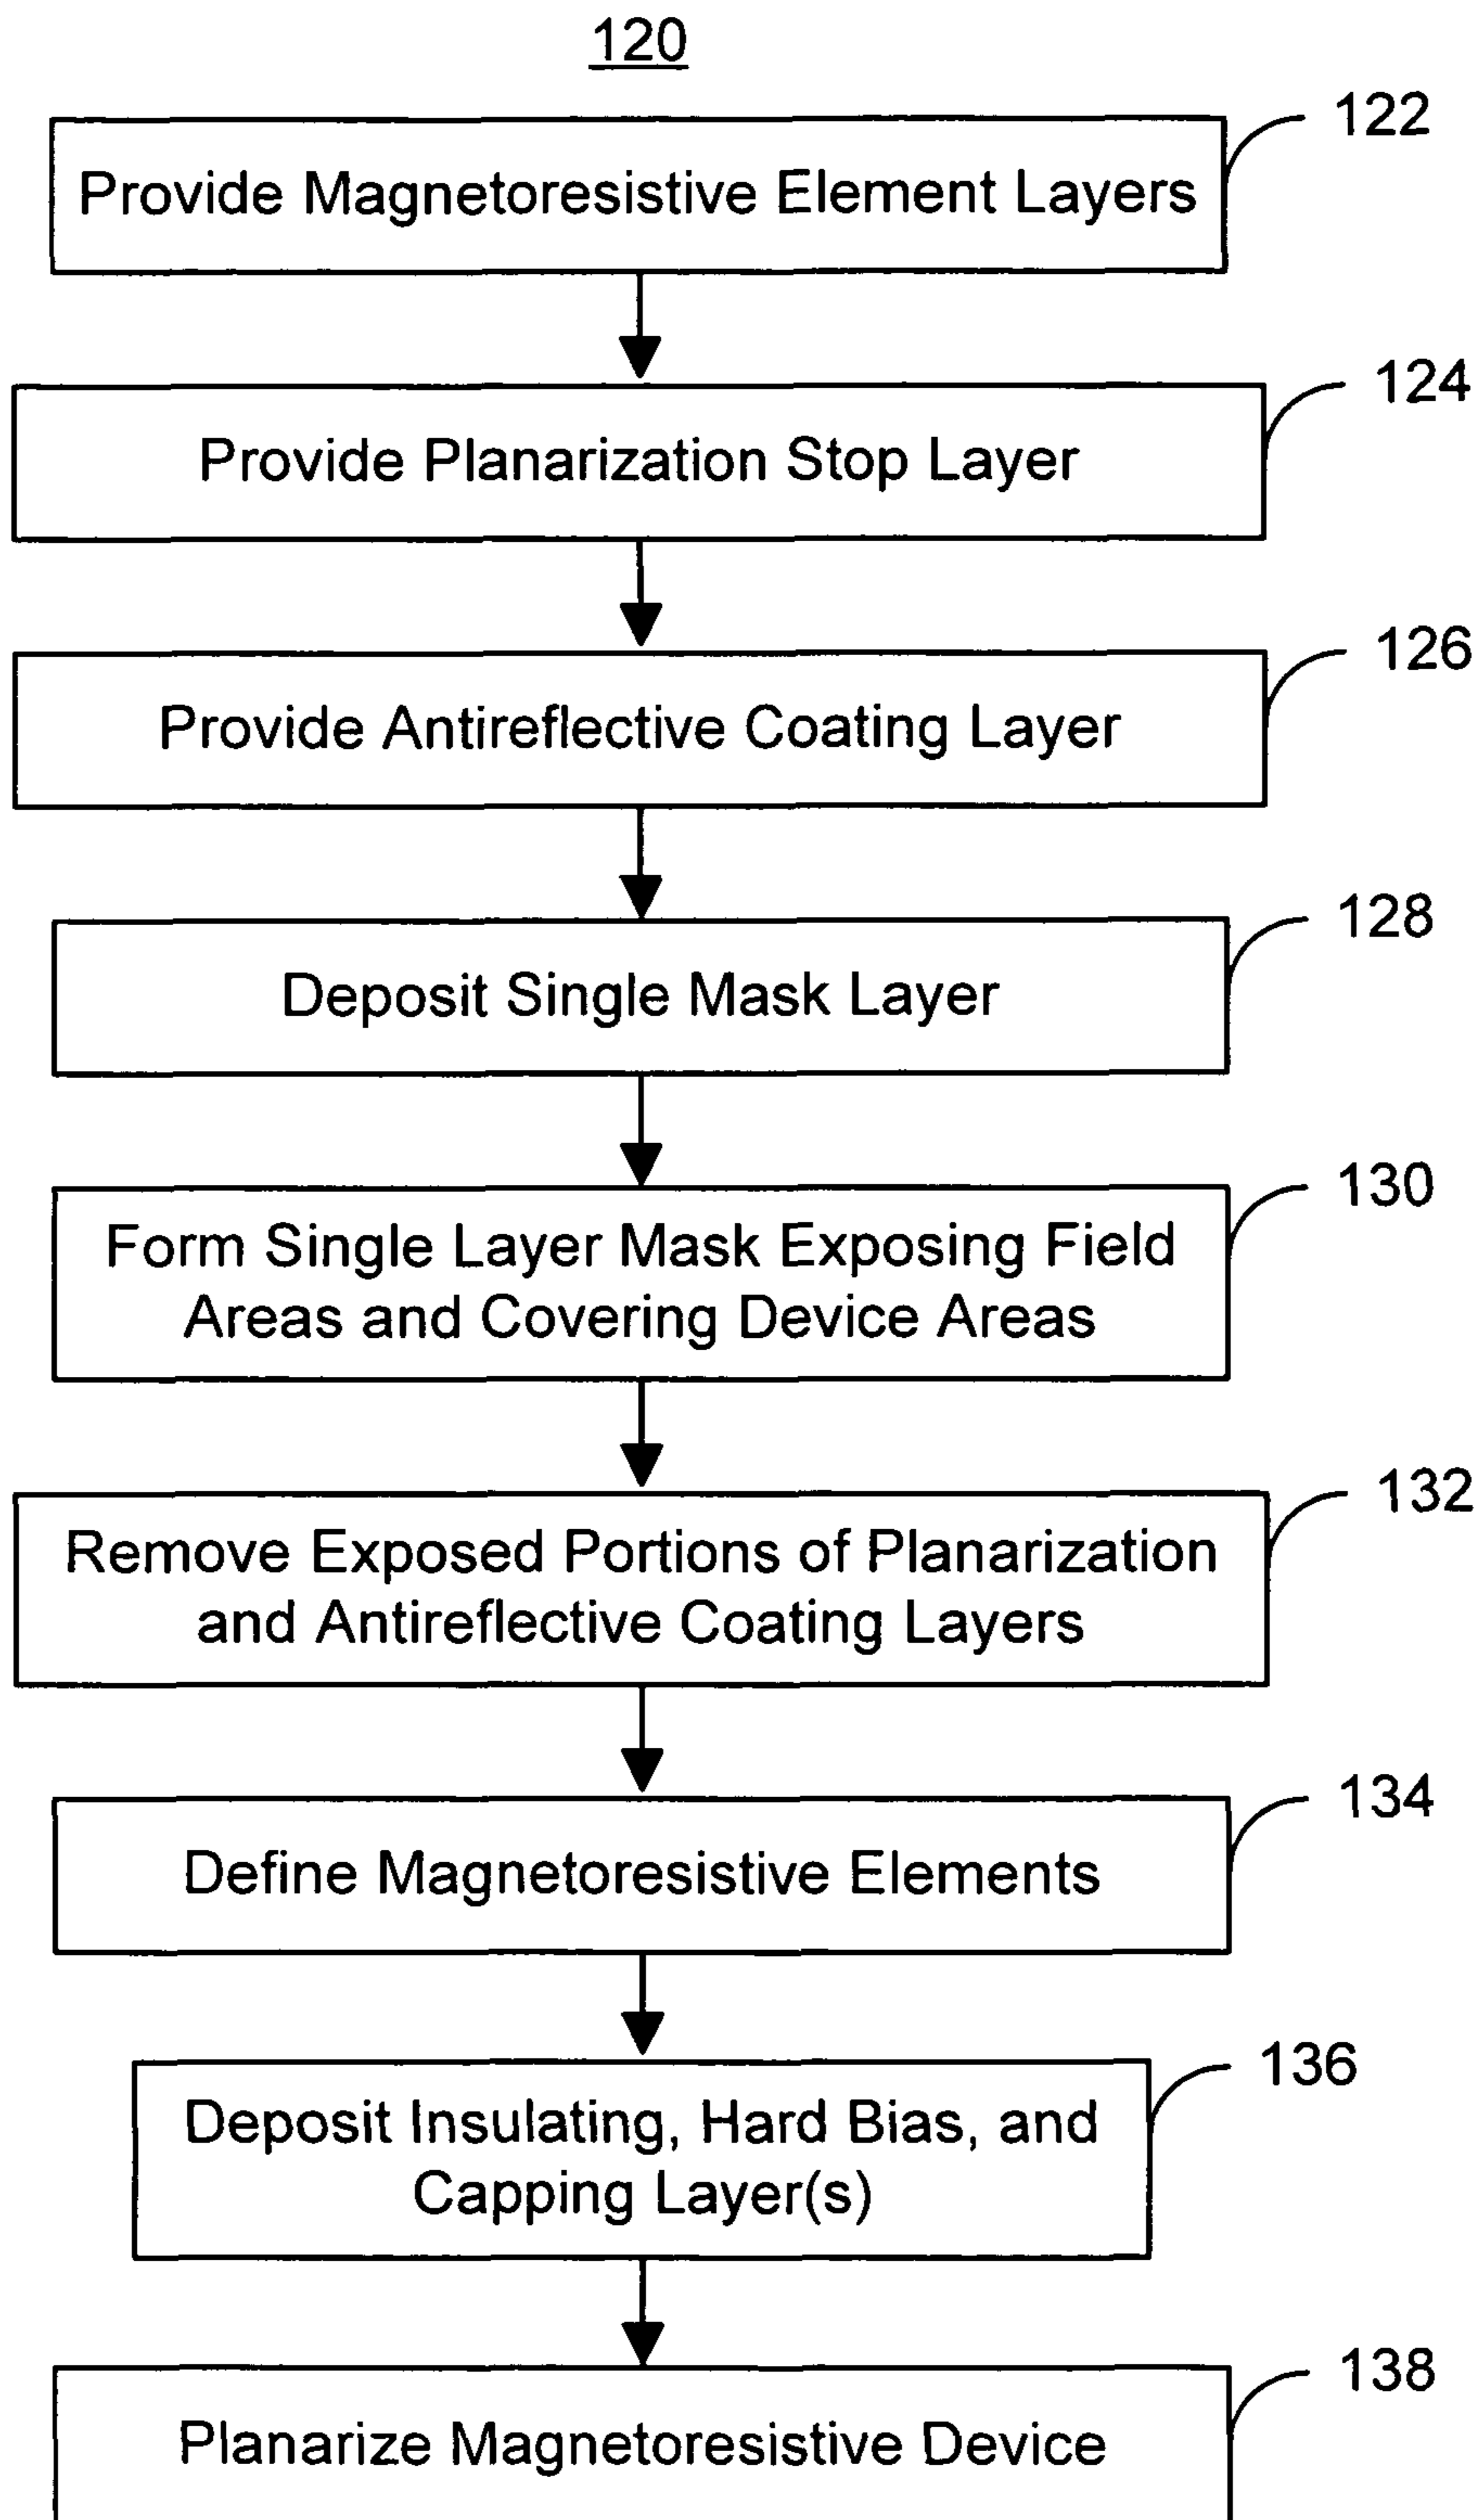 120
122
Provide Magnetoresistive Element Layers
124
Provide Planarization Stop Layer
126
Provide Antireflective Coating Layer
128
Deposit Single Mask Layer
130
Form Single Layer Mask Exposing Field
Areas and Covering Device Areas
132
Remove Exposed Portions of Planarization
and Antireflective Coating Layers
134
Define Magnetoresistive Elements
136
Deposit Insulating, Hard Bias, and
Capping Layer(s)
138
Planarize Magnetoresistive Device